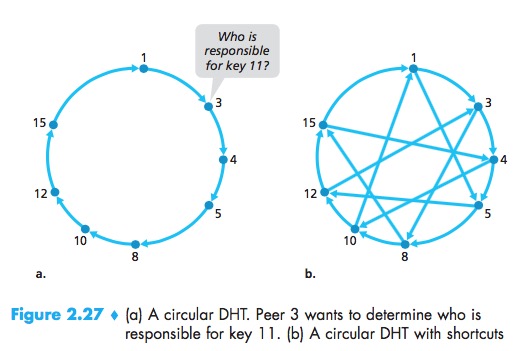 Who is
responsible
for key 11?
1
3
4
5
8
10
12
15
a.
1
3
4
5
8
10
12
15
b.
Figure 2.27 ♦ (a) A circular DHT. Peer 3 wants to determine who is
responsible for key 11. (b) A circular DHT with shortcuts